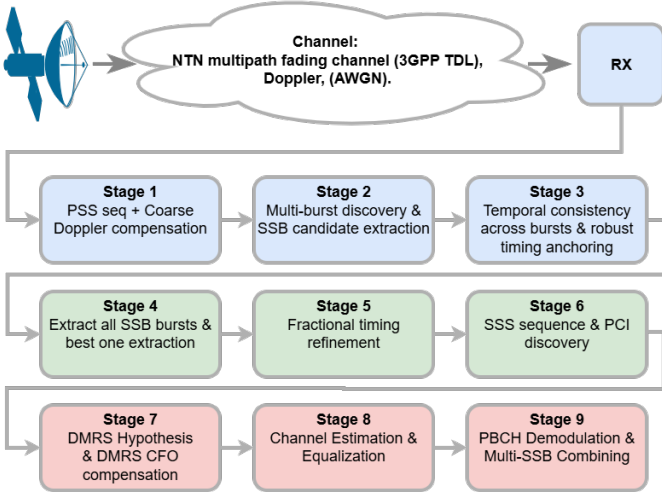 Channel:
NTN multipath fading channel (3GPP TDL),
Doppler, (AWGN).
RX
Stage 1
PSS seq + Coarse
Doppler compensation
Stage 2
Multi-burst discovery &
SSB candidate extraction
Stage 3
Temporal consistency
across bursts & robust
timing anchoring
Stage 4
Extract all SSB bursts &
best one extraction
Stage 5
Fractional timing
refinement
Stage 6
SSS sequence & PCI
discovery
Stage 7
DMRS Hypothesis
& DMRS CFO
compensation
Stage 8
Channel Estimation &
Equalization
Stage 9
PBCH Demodulation &
Multi-SSB Combining